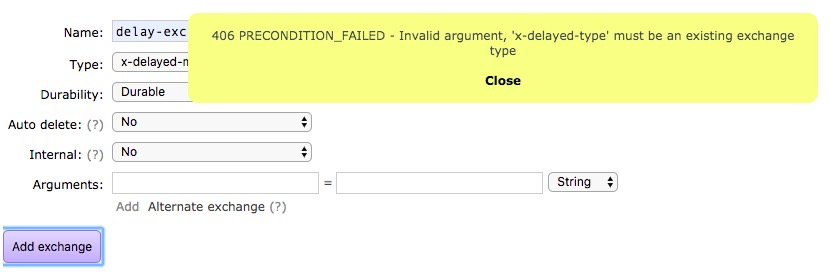 Name: delay-exc
406 PRECONDITION_FAILED - Invalid argument, 'x-delayed-type' must be an existing exchange
type
Close
Type: x-delayed-m
Durability: Durable
Auto delete: (?) No
Internal: (?) No
Arguments: = String
Add Alternate exchange (?)
Add exchange